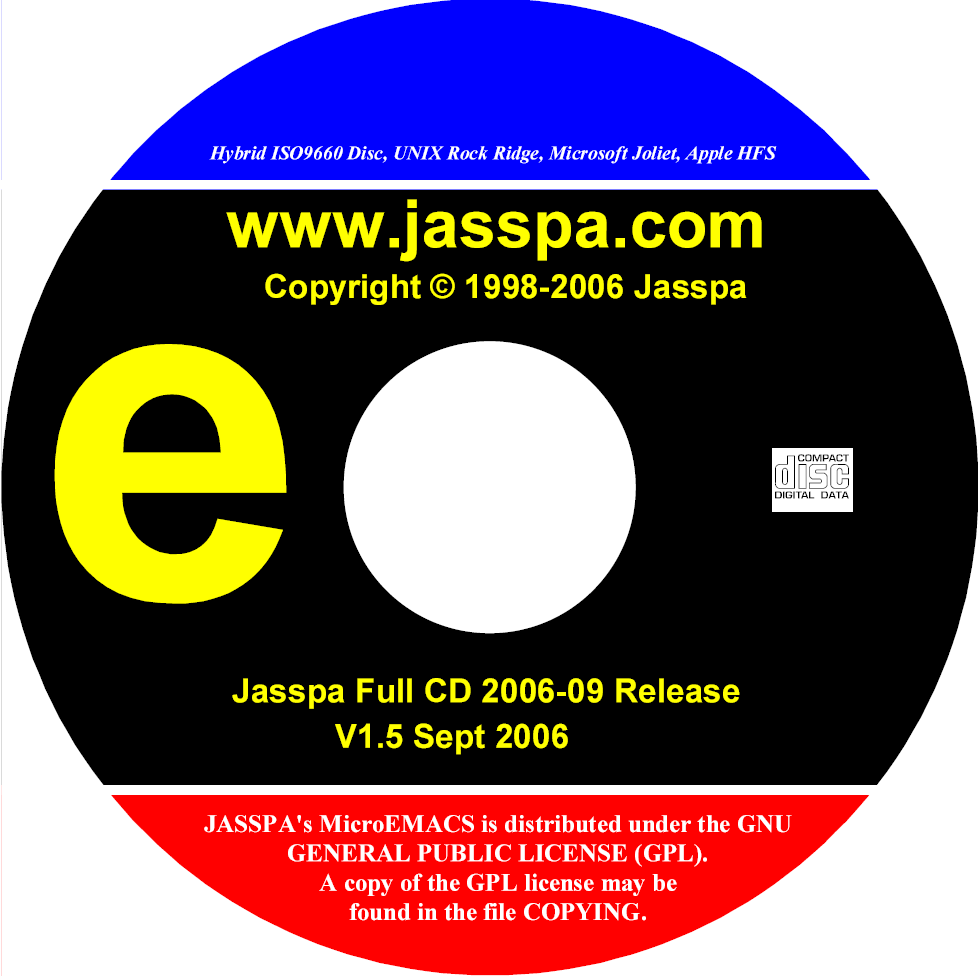 Hybrid ISO9660 Disc, UNIX Rock Ridge, Microsoft Joliet, Apple HFS
www.jasspa.com
Copyright © 1998-2006 Jasspa
e
COMPACT
disc
DIGITAL DATA
Jasspa Full CD 2006-09 Release
V1.5 Sept 2006
JASSPA's MicroEMACS is distributed under the GNU
GENERAL PUBLIC LICENSE (GPL).
A copy of the GPL license may be
found in the file COPYING.